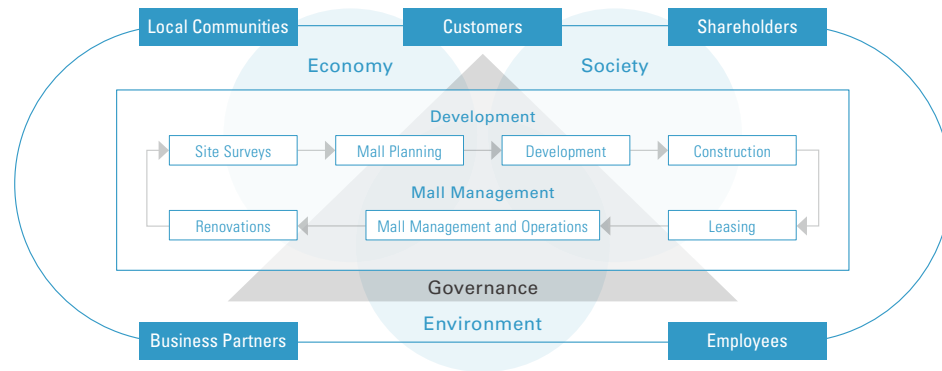 Local Communities
Customers
Shareholders
Economy
Society
Development
Site Surveys
Mall Planning
Development
Construction
Mall Management
Renovations
Mall Management and Operations
Leasing
Governance
Environment
Business Partners
Employees